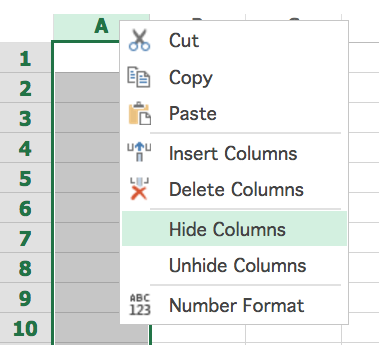 A
1
2
3
4
5
6
7
8
9
10
Cut
Copy
Paste
Insert Columns
Delete Columns
Hide Columns
Unhide Columns
ABC
123
Number Format